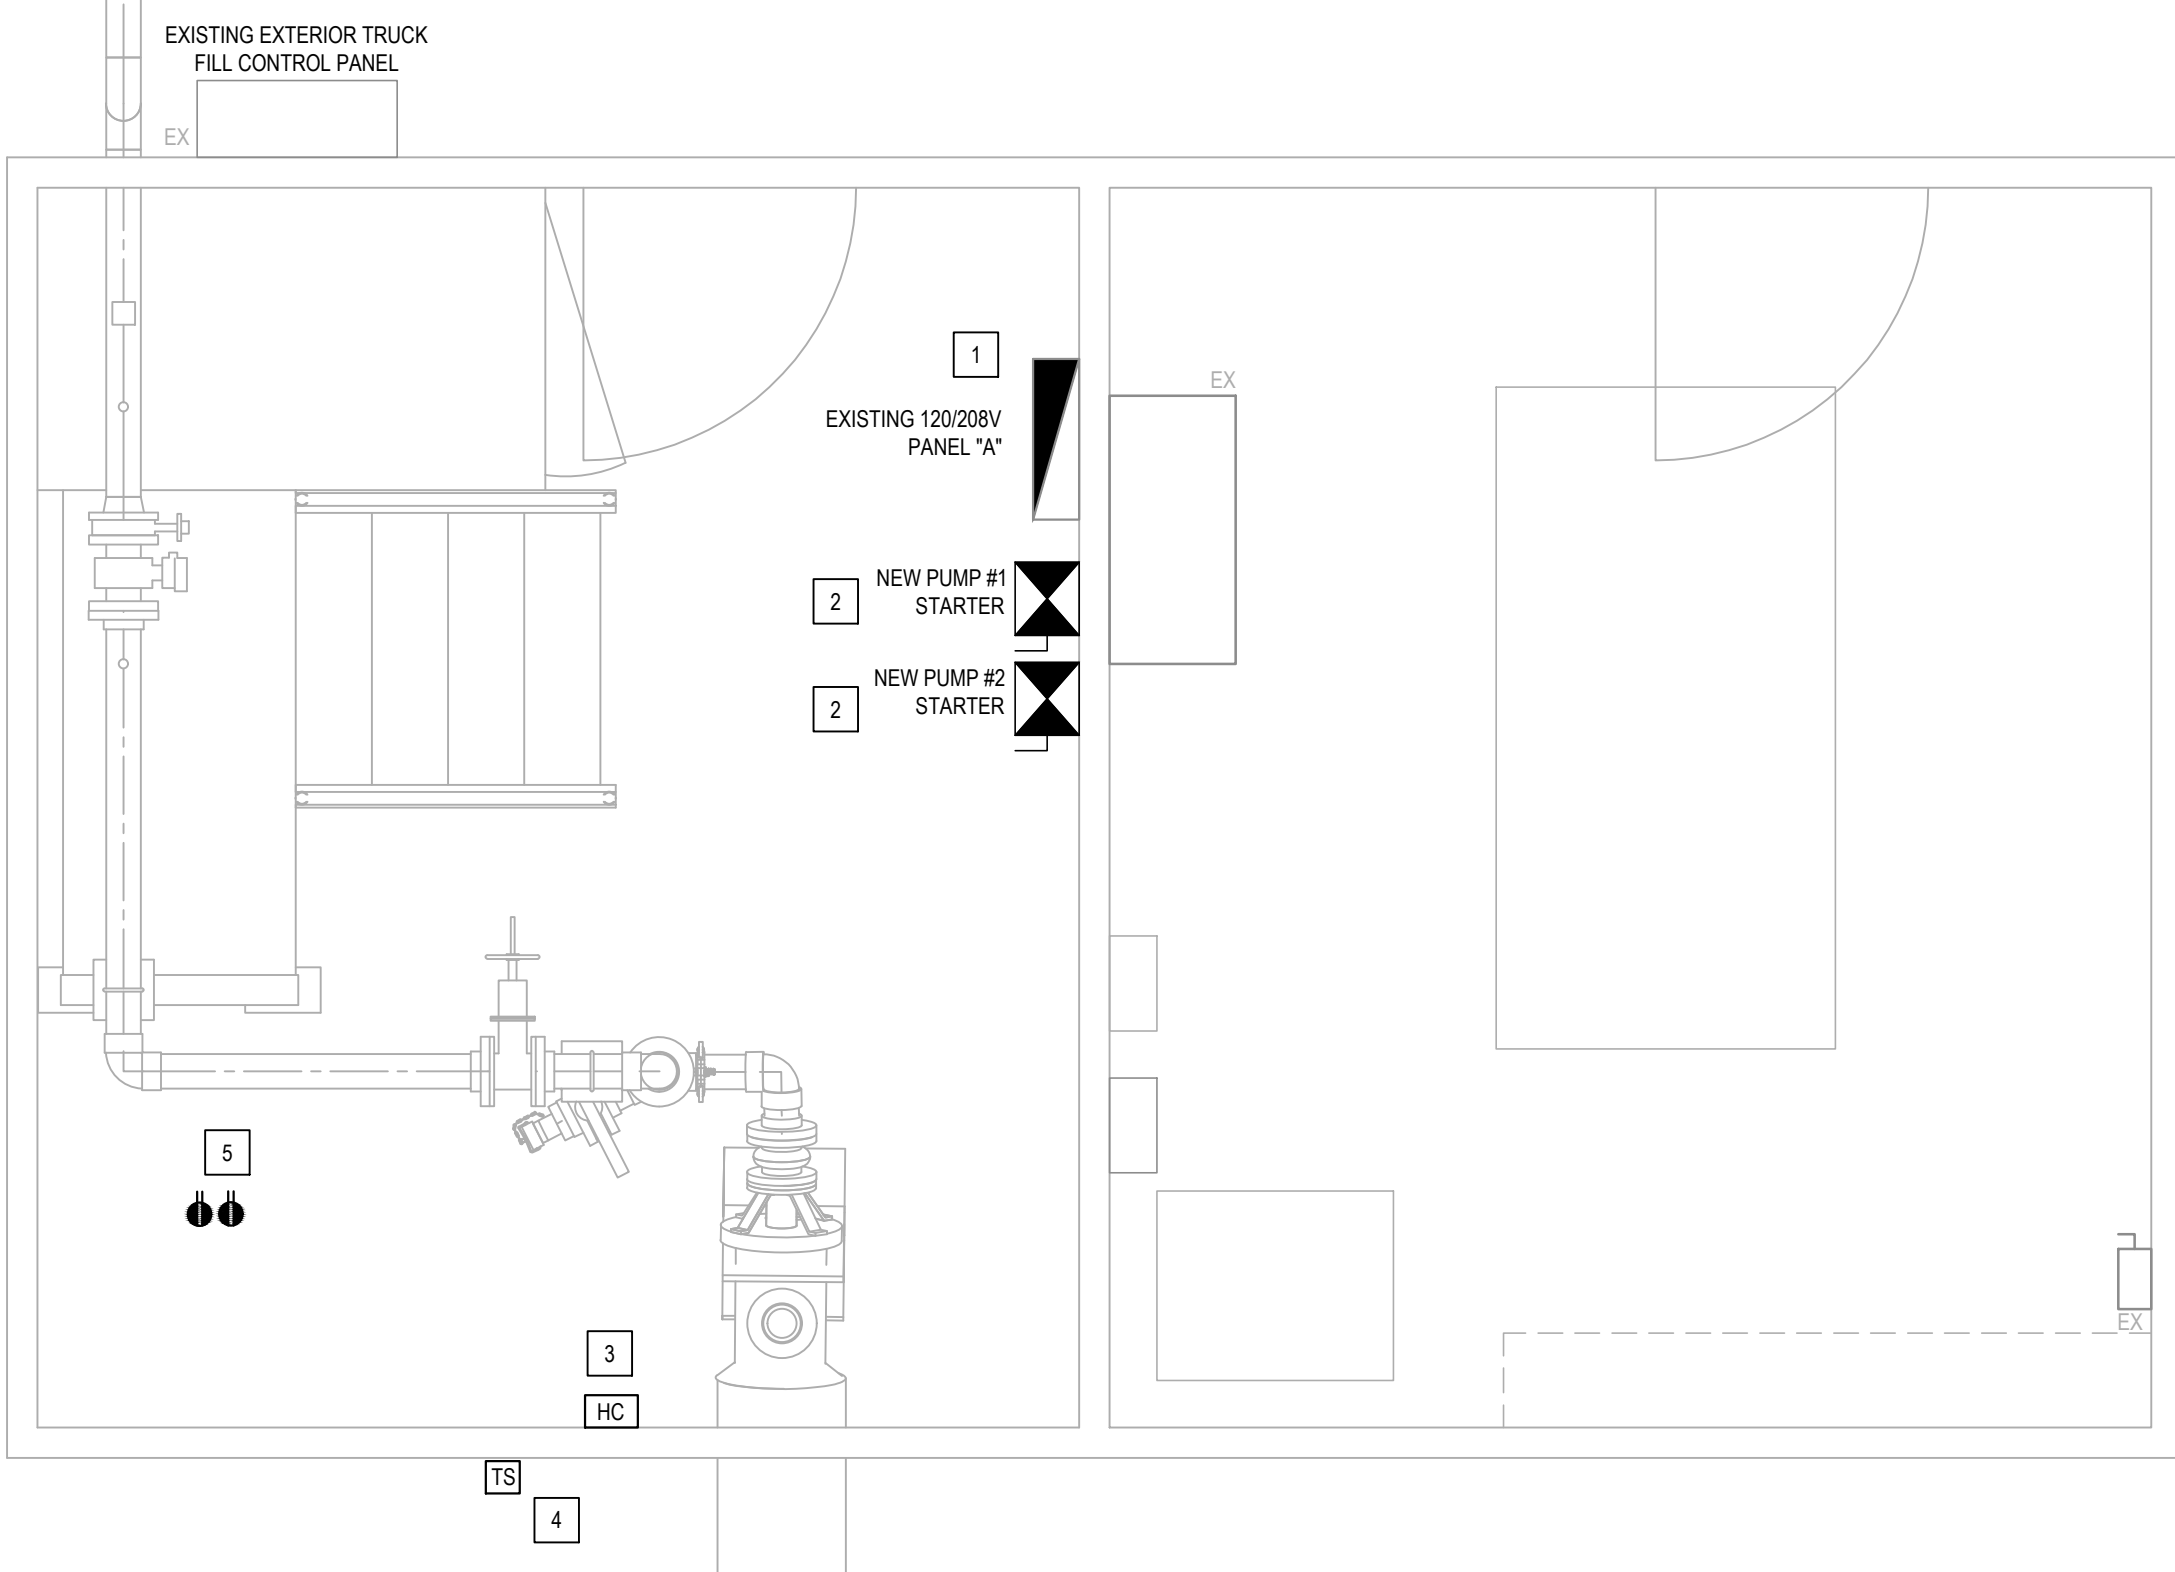 EXISTING EXTERIOR TRUCK
FILL CONTROL PANEL
EX
1
EX
EXISTING 120/208V
PANEL "A"
NEW PUMP #1
2
STARTER
NEW PUMP #2
2
STARTER
5
EX
3
HC
TS
4